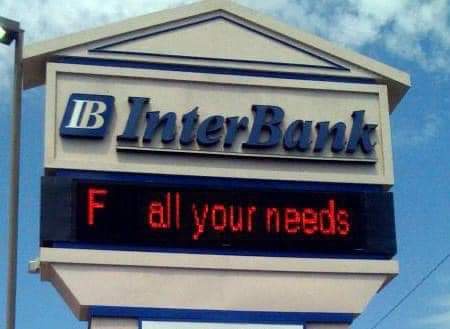 IB InterBank
F all your needs